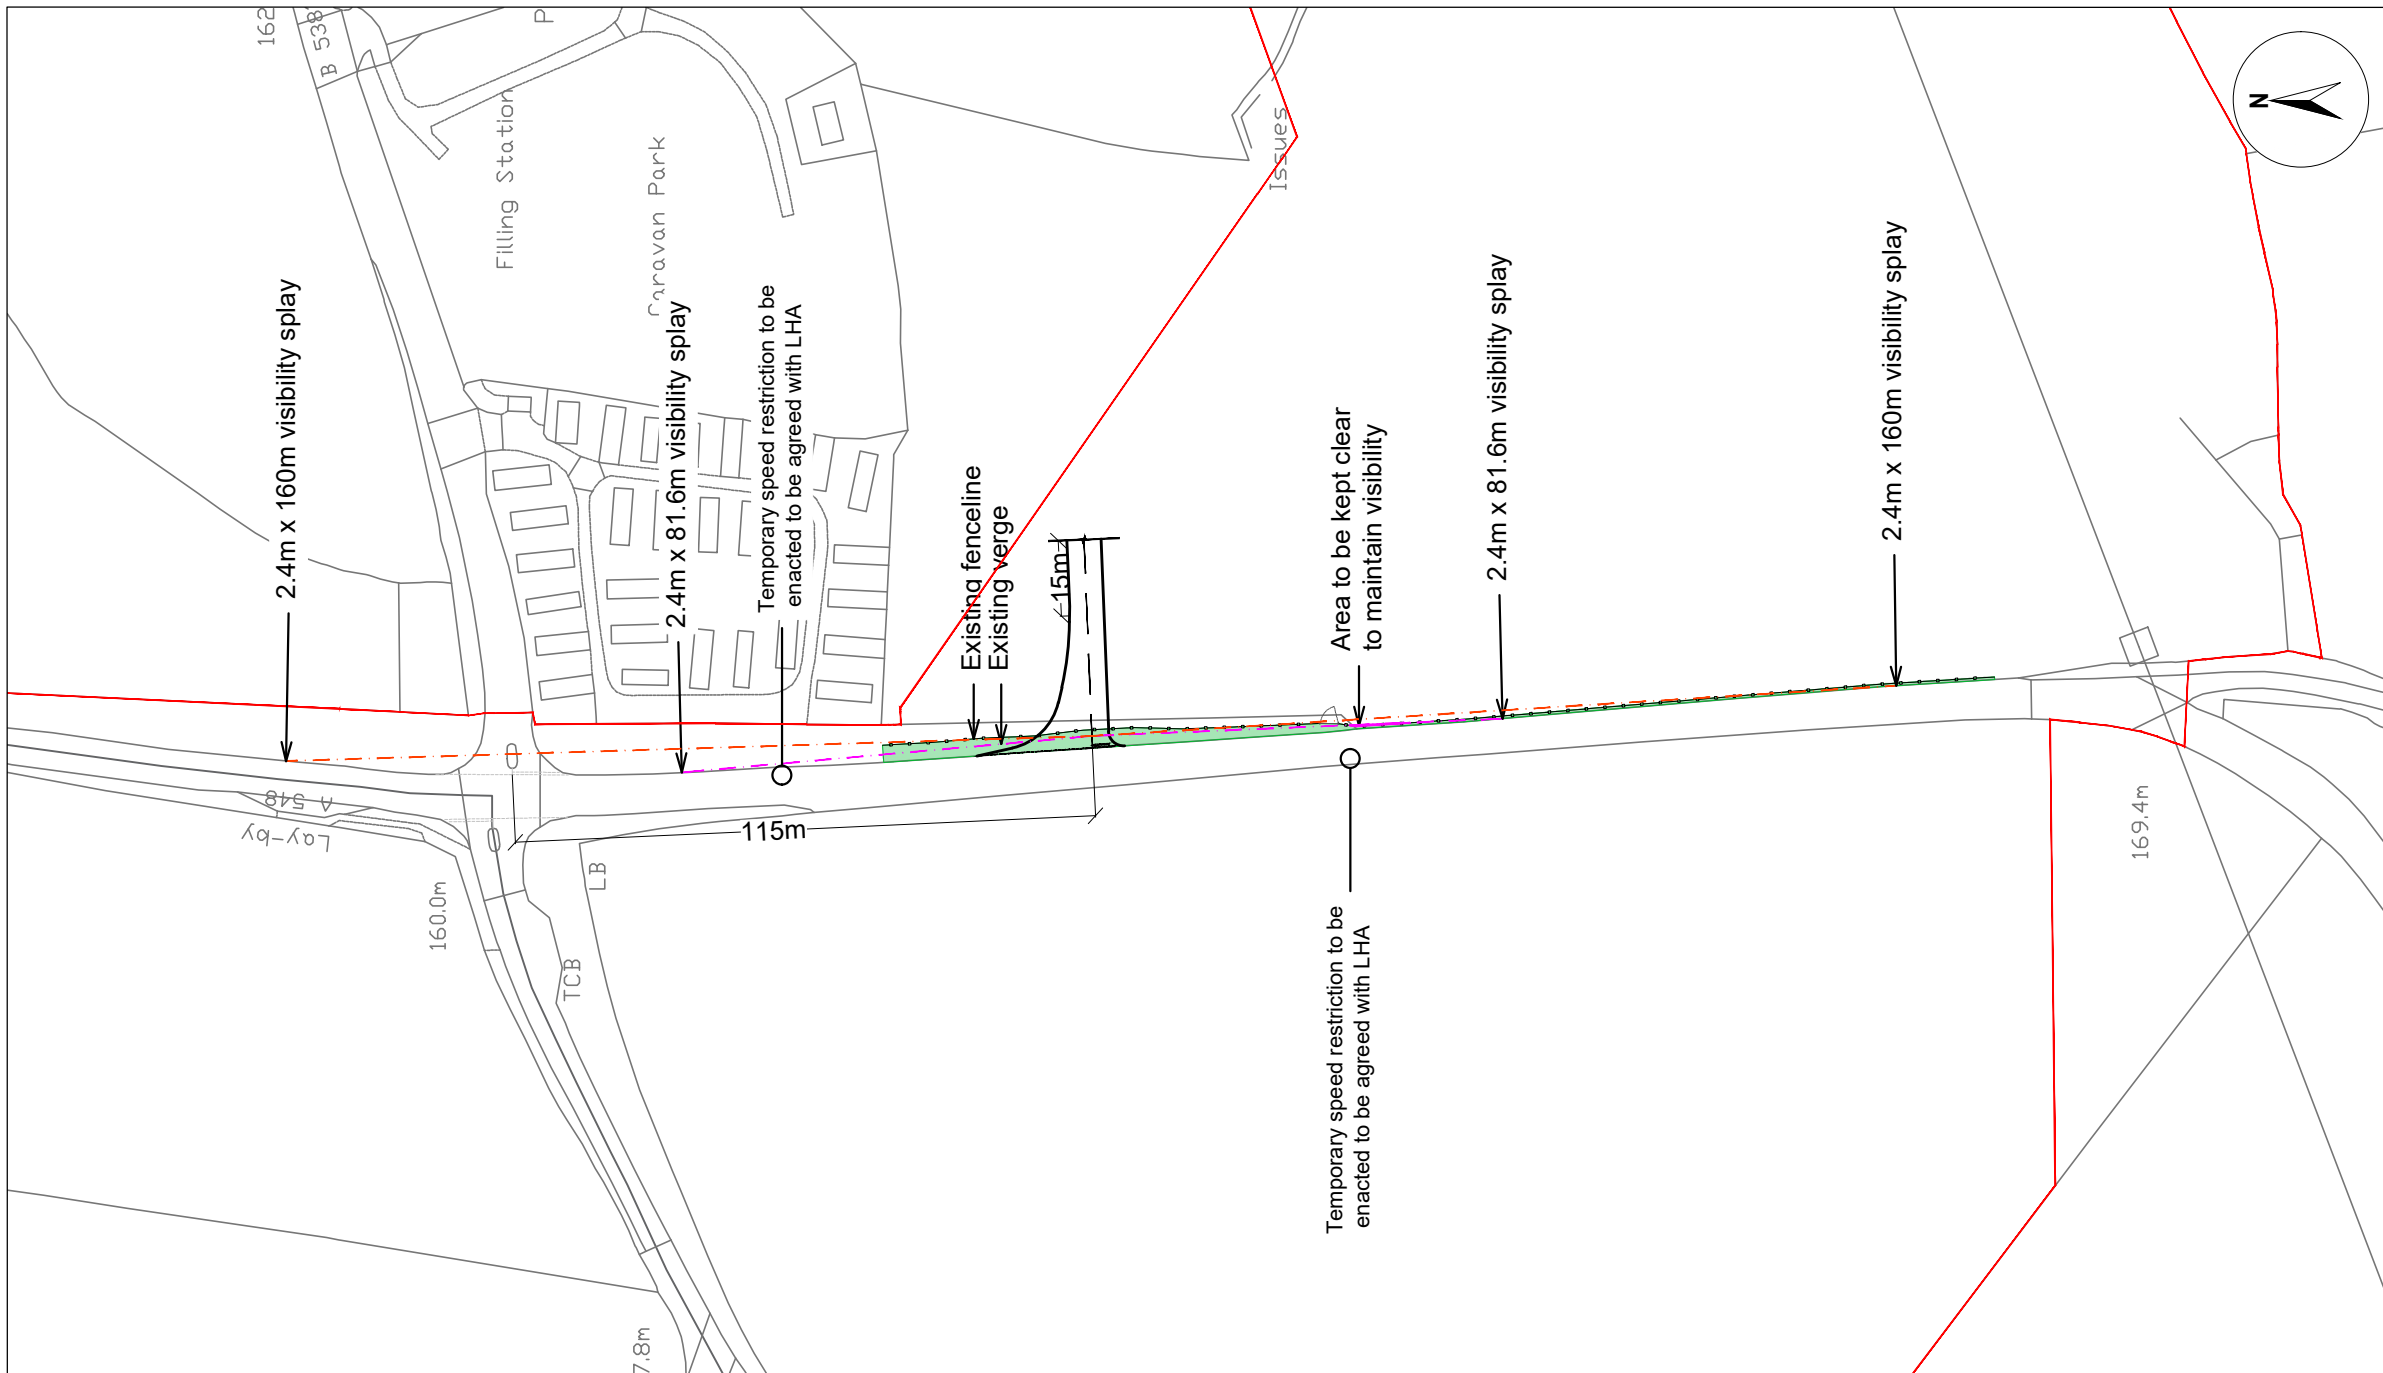 162
B 538
P
Filling Station
Caravan Park
Issues
N
2.4m x 160m visibility splay
2.4m x 81.6m visibility splay
Temporary speed restriction to be
enacted to be agreed with LHA
Existing fenceline
Existing verge
15m
Area to be kept clear
to maintain visibility
2.4m x 81.6m visibility splay
2.4m x 160m visibility splay
A 548
Lay-by
115m
160.0m
LB
TCB
Temporary speed restriction to be
enacted to be agreed with LHA
169.4m
7.8m